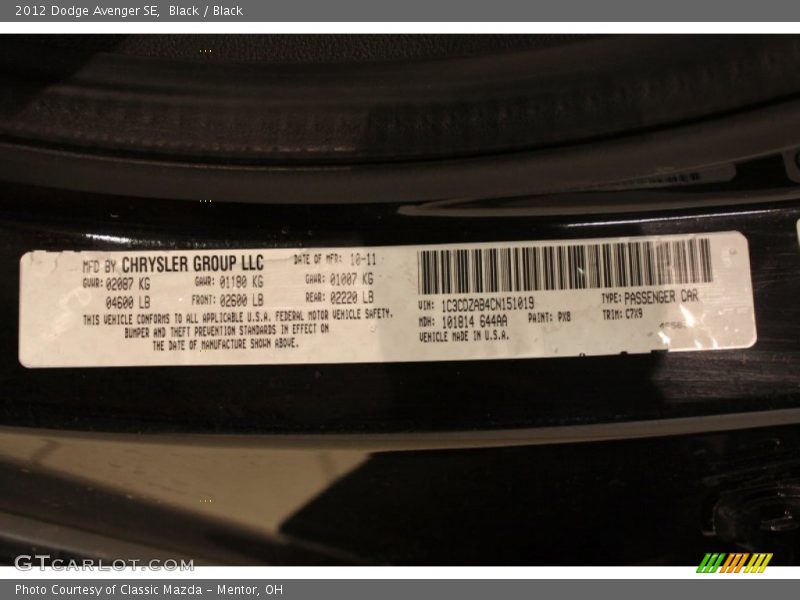 2012 Dodge Avenger SE, Black / Black
MFD BY CHRYSLER GROUP LLC DATE OF MFD: 10-11
GVWR: 02087 KG GAWR: 01180 KG GAWR: 01007 KG
04600 LB FRONT: 02600 LB REAR: 02220 LB
THIS VEHICLE CONFORMS TO ALL APPLICABLE U.S.A. FEDERAL MOTOR VEHICLE SAFETY,
BUMPER AND THEFT PREVENTION STANDARDS IN EFFECT ON
THE DATE OF MANUFACTURE SHOWN ABOVE.
VIN: 1C3CDZAB4CN151019 TYPE: PASSENGER CAR
MDH: 101814 644AA PAINT: PX8 TRIM: C7X9
VEHICLE MADE IN U.S.A.
GTCARLOT.COM
Photo Courtesy of Classic Mazda - Mentor, OH